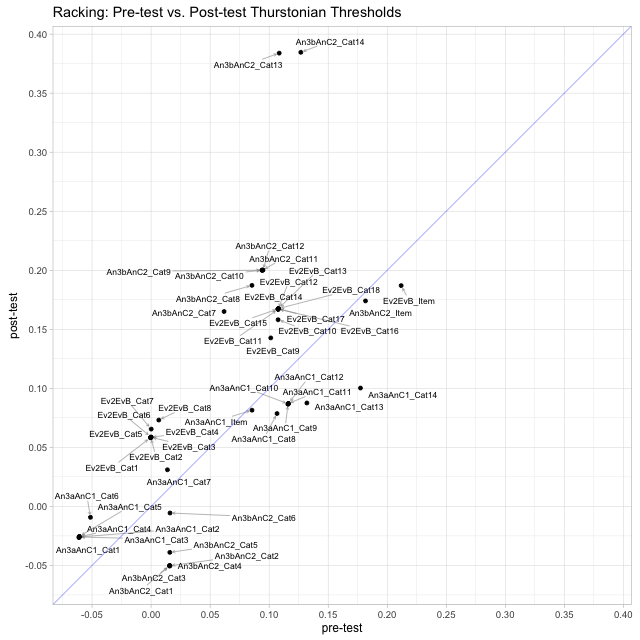 Racking: Pre-test vs. Post-test Thurstonian Thresholds
0.40
An3bAnC2_Cat14
An3bAnC2_Cat13
0.35
0.30
0.25
An3bAnC2_Cat12
An3bAnC2_Cat11
An3bAnC2_Cat9
An3bAnC2_Cat10
Ev2EvB_Cat13
0.20
Ev2EvB_Cat12
Ev2EvB_Cat18
An3bAnC2_Cat8
Ev2EvB_Cat14
Ev2EvB_Item
An3bAnC2_Cat7
An3bAnC2_Item
Ev2EvB_Cat15
Ev2EvB_Cat17
Ev2EvB_Cat10
Ev2EvB_Cat16
0.15
Ev2EvB_Cat11
Ev2EvB_Cat9
An3aAnC1_Cat12
An3aAnC1_Cat10
An3aAnC1_Cat11
An3aAnC1_Cat14
0.10
Ev2EvB_Cat7
Ev2EvB_Cat8
An3aAnC1_Cat13
Ev2EvB_Cat6
An3aAnC1_Item
An3aAnC1_Cat9
Ev2EvB_Cat5
Ev2EvB_Cat4
An3aAnC1_Cat8
0.05
Ev2EvB_Cat3
Ev2EvB_Cat2
Ev2EvB_Cat1
An3aAnC1_Cat7
An3aAnC1_Cat6
0.00
An3aAnC1_Cat5
An3bAnC2_Cat6
An3aAnC1_Cat4
An3aAnC1_Cat2
An3aAnC1_Cat3
An3aAnC1_Cat1
An3bAnC2_Cat5
An3bAnC2_Cat2
-0.05
An3bAnC2_Cat4
An3bAnC2_Cat3
An3bAnC2_Cat1
-0.05 0.00 0.05 0.10 0.15 0.20 0.25 0.30 0.35 0.40
pre-test
post-test